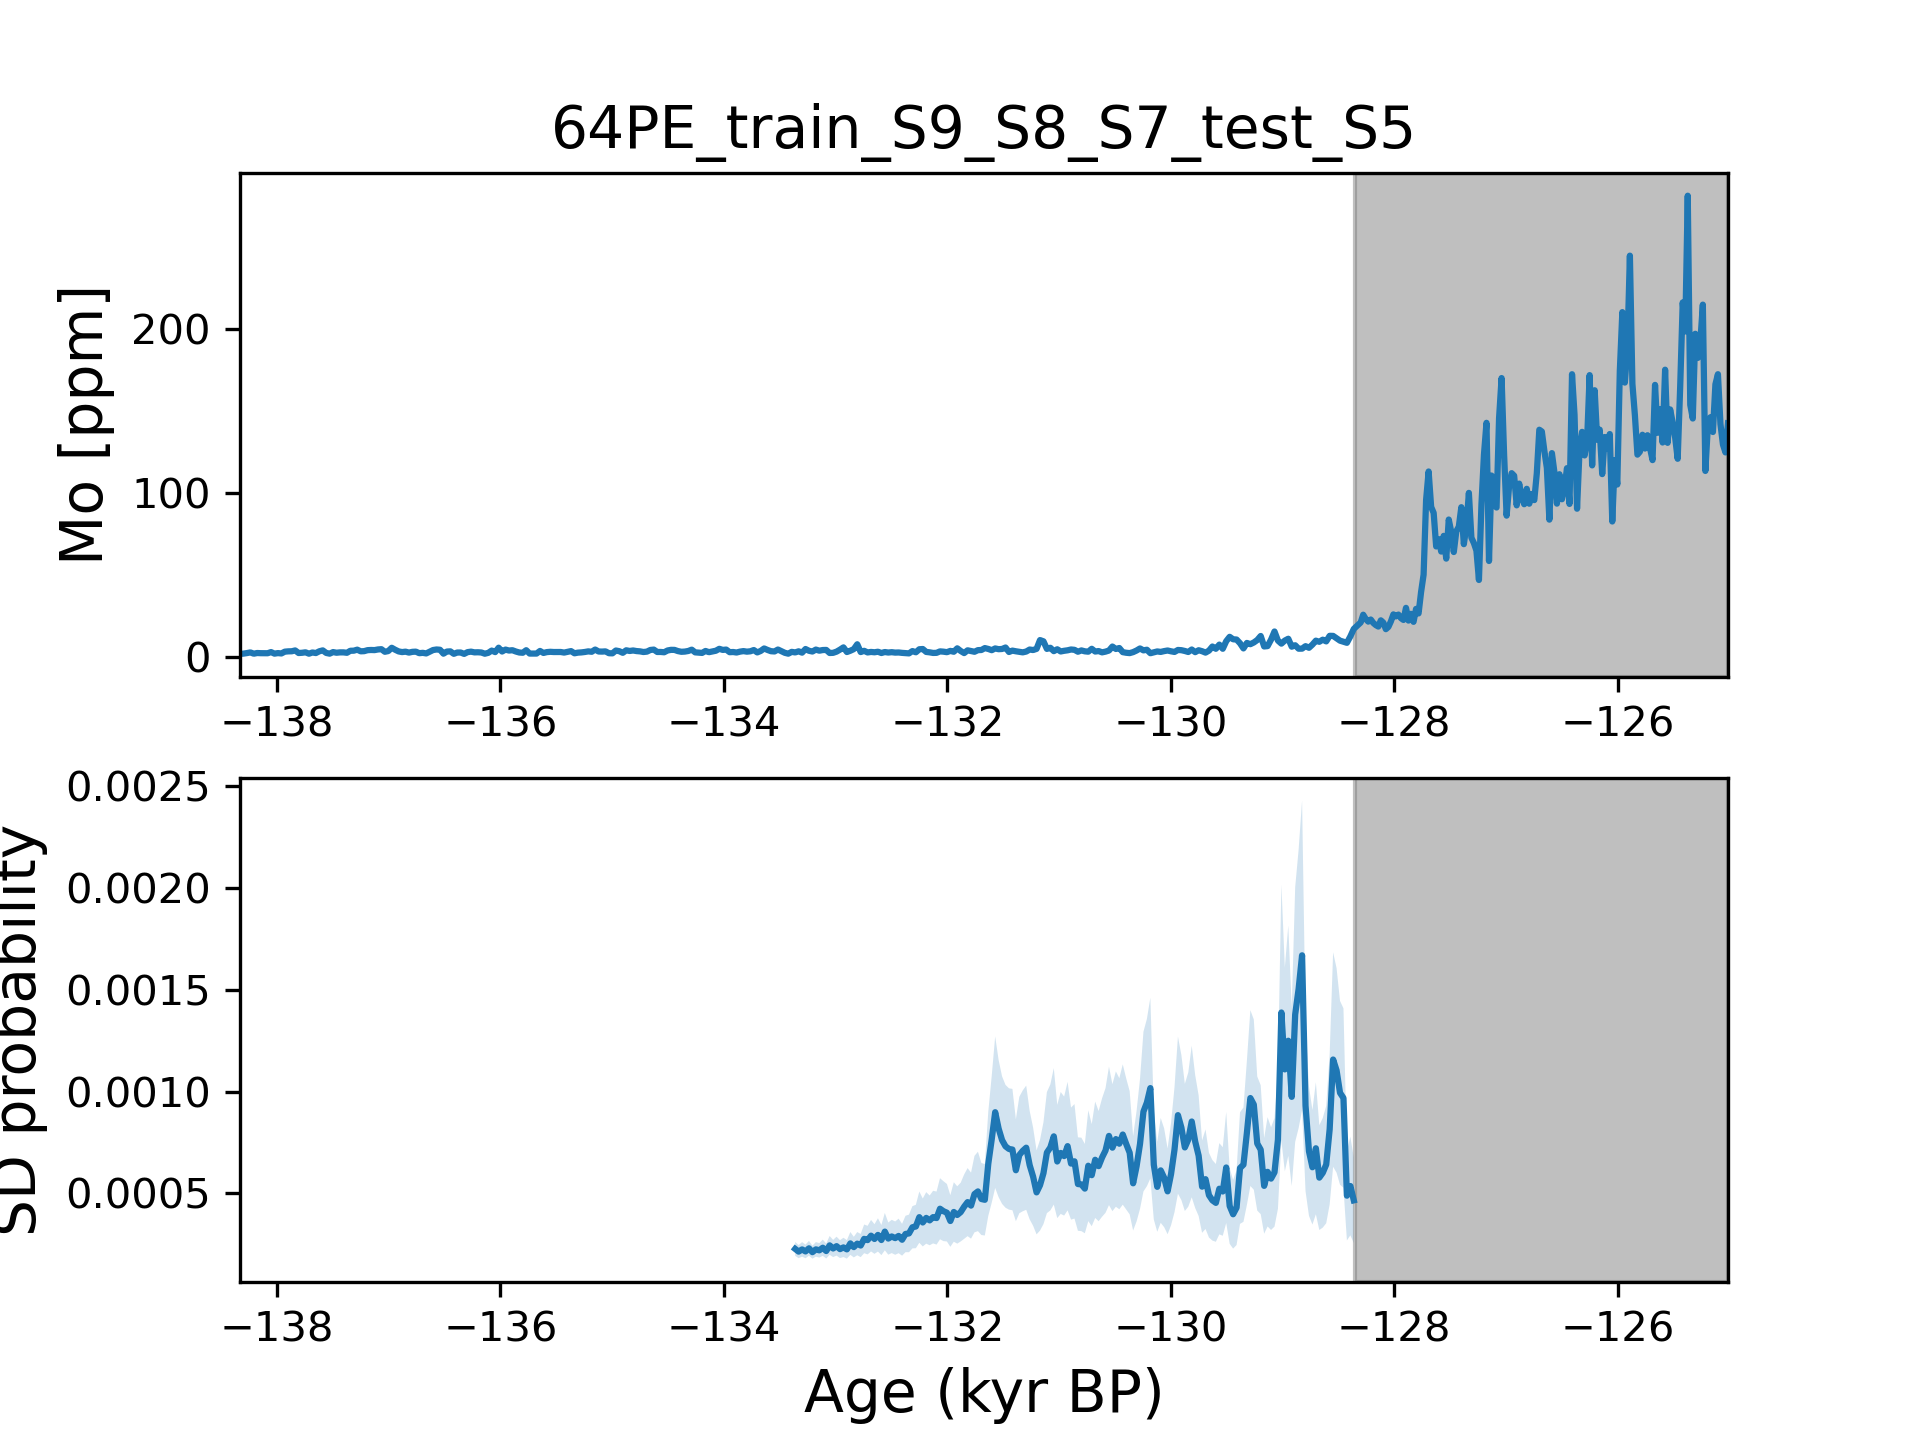 64PE_train_S9_S8_S7_test_S5
Mo [ppm]
200
100
0
−138 −136 −134 −132 −130 −128 −126
SD probability
0.0025
0.0020
0.0015
0.0010
0.0005
−138 −136 −134 −132 −130 −128 −126
Age (kyr BP)